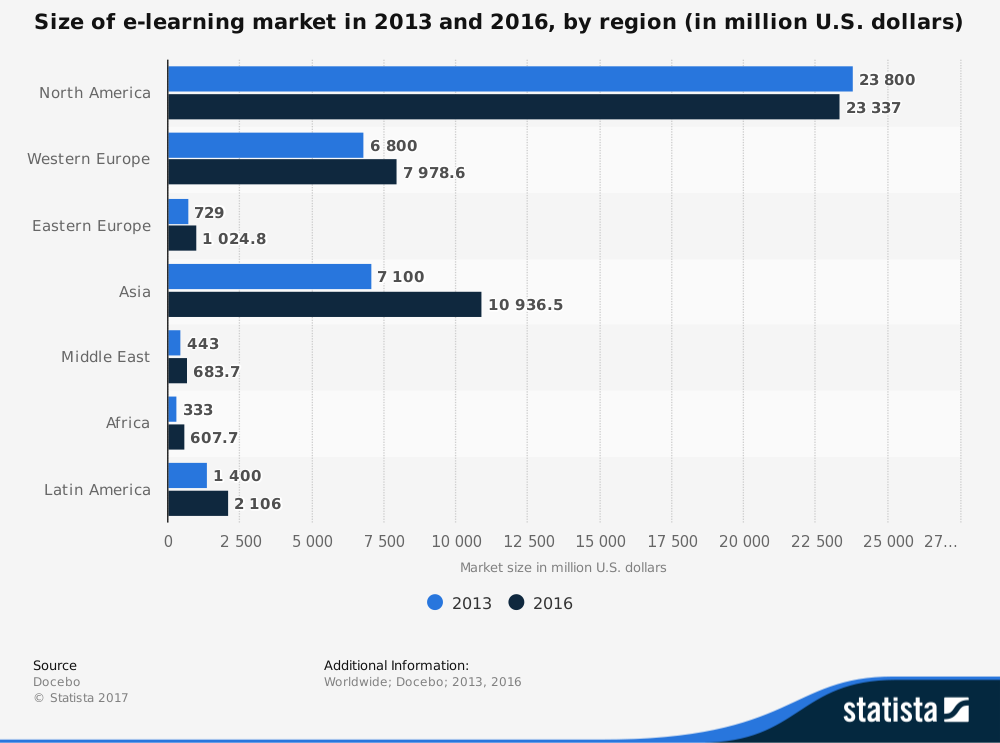 Size of e-learning market in 2013 and 2016, by region (in million U.S. dollars)
North America
23 800
23 337
Western Europe
6 800
7 978.6
Eastern Europe
729
1 024.8
Asia
7 100
10 936.5
Middle East
443
683.7
Africa
333
607.7
Latin America
1 400
2 106
0 2 500 5 000 7 500 10 000 12 500 15 000 17 500 20 000 22 500 25 000 27...
Market size in million U.S. dollars
2013 2016
Source
Docebo
© Statista 2017
Additional Information:
Worldwide; Docebo; 2013, 2016
statista